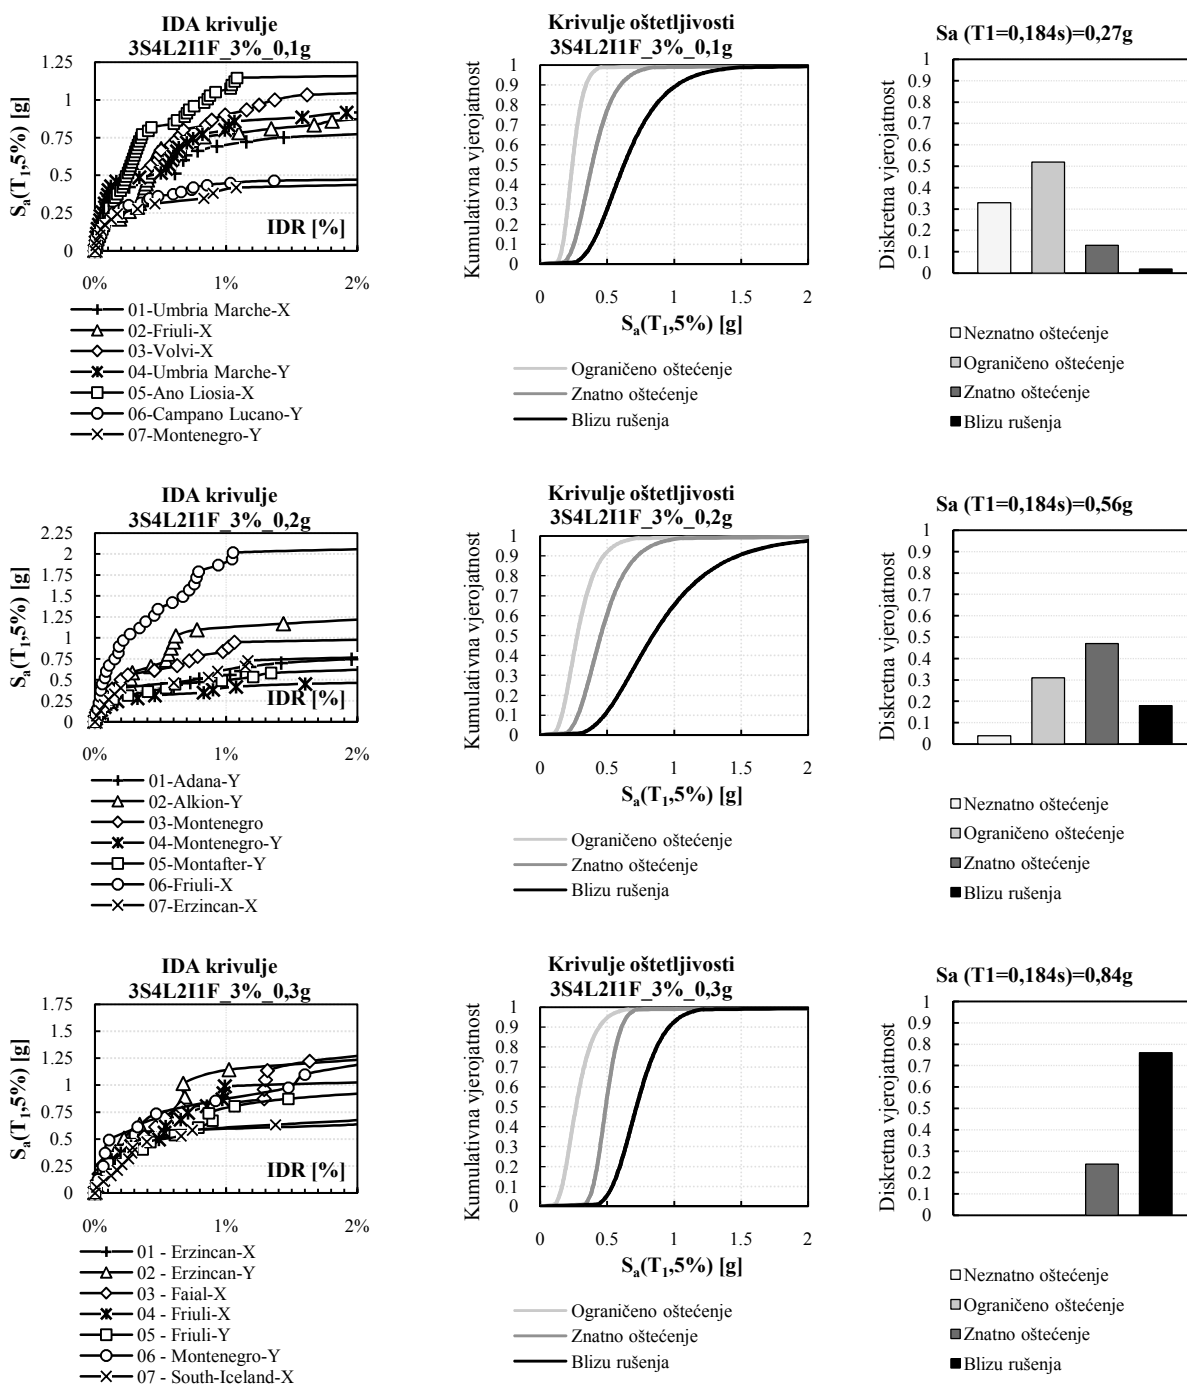 IDA krivulje
3S4L2I1F_3%_0,1g
1.25
1
0.75
0.5
0.25
0
Sa(T1,5%) [g]
IDR [%]
0% 1% 2%
01-Umbria Marche-X
02-Friuli-X
03-Volvi-X
04-Umbria Marche-Y
05-Ano Liosia-X
06-Campano Lucano-Y
07-Montenegro-Y
Krivulje oštetljivosti
3S4L2I1F_3%_0,1g
Kumulativna vjerojatnost
1
0.9
0.8
0.7
0.6
0.5
0.4
0.3
0.2
0.1
0
0 0.5 1 1.5 2
Sa(T1,5%) [g]
Ograničeno oštećenje
Znatno oštećenje
Blizu rušenja
Sa (T1=0,184s)=0,27g
Diskretna vjerojatnost
1
0.9
0.8
0.7
0.6
0.5
0.4
0.3
0.2
0.1
0
Neznatno oštećenje
Ograničeno oštećenje
Znatno oštećenje
Blizu rušenja
IDA krivulje
3S4L2I1F_3%_0,2g
2.25
2
1.75
1.5
1.25
1
0.75
0.5
0.25
0
Sa(T1,5%) [g]
IDR [%]
0% 1% 2%
01-Adana-Y
02-Alkion-Y
03-Montenegro
04-Montenegro-Y
05-Montafter-Y
06-Friuli-X
07-Erzincan-X
Krivulje oštetljivosti
3S4L2I1F_3%_0,2g
Kumulativna vjerojatnost
1
0.9
0.8
0.7
0.6
0.5
0.4
0.3
0.2
0.1
0
0 0.5 1 1.5 2
Sa(T1,5%) [g]
Ograničeno oštećenje
Znatno oštećenje
Blizu rušenja
Sa (T1=0,184s)=0,56g
Diskretna vjerojatnost
1
0.9
0.8
0.7
0.6
0.5
0.4
0.3
0.2
0.1
0
Neznatno oštećenje
Ograničeno oštećenje
Znatno oštećenje
Blizu rušenja
IDA krivulje
3S4L2I1F_3%_0,3g
1.75
1.5
1.25
1
0.75
0.5
0.25
0
Sa(T1,5%) [g]
IDR [%]
0% 1% 2%
01 - Erzincan-X
02 - Erzincan-Y
03 - Faial-X
04 - Friuli-X
05 - Friuli-Y
06 - Montenegro-Y
07 - South-Iceland-X
Krivulje oštetljivosti
3S4L2I1F_3%_0,3g
Kumulativna vjerojatnost
1
0.9
0.8
0.7
0.6
0.5
0.4
0.3
0.2
0.1
0
0 0.5 1 1.5 2
Sa(T1,5%) [g]
Ograničeno oštećenje
Znatno oštećenje
Blizu rušenja
Sa (T1=0,184s)=0,84g
Diskretna vjerojatnost
1
0.9
0.8
0.7
0.6
0.5
0.4
0.3
0.2
0.1
0
Neznatno oštećenje
Ograničeno oštećenje
Znatno oštećenje
Blizu rušenja